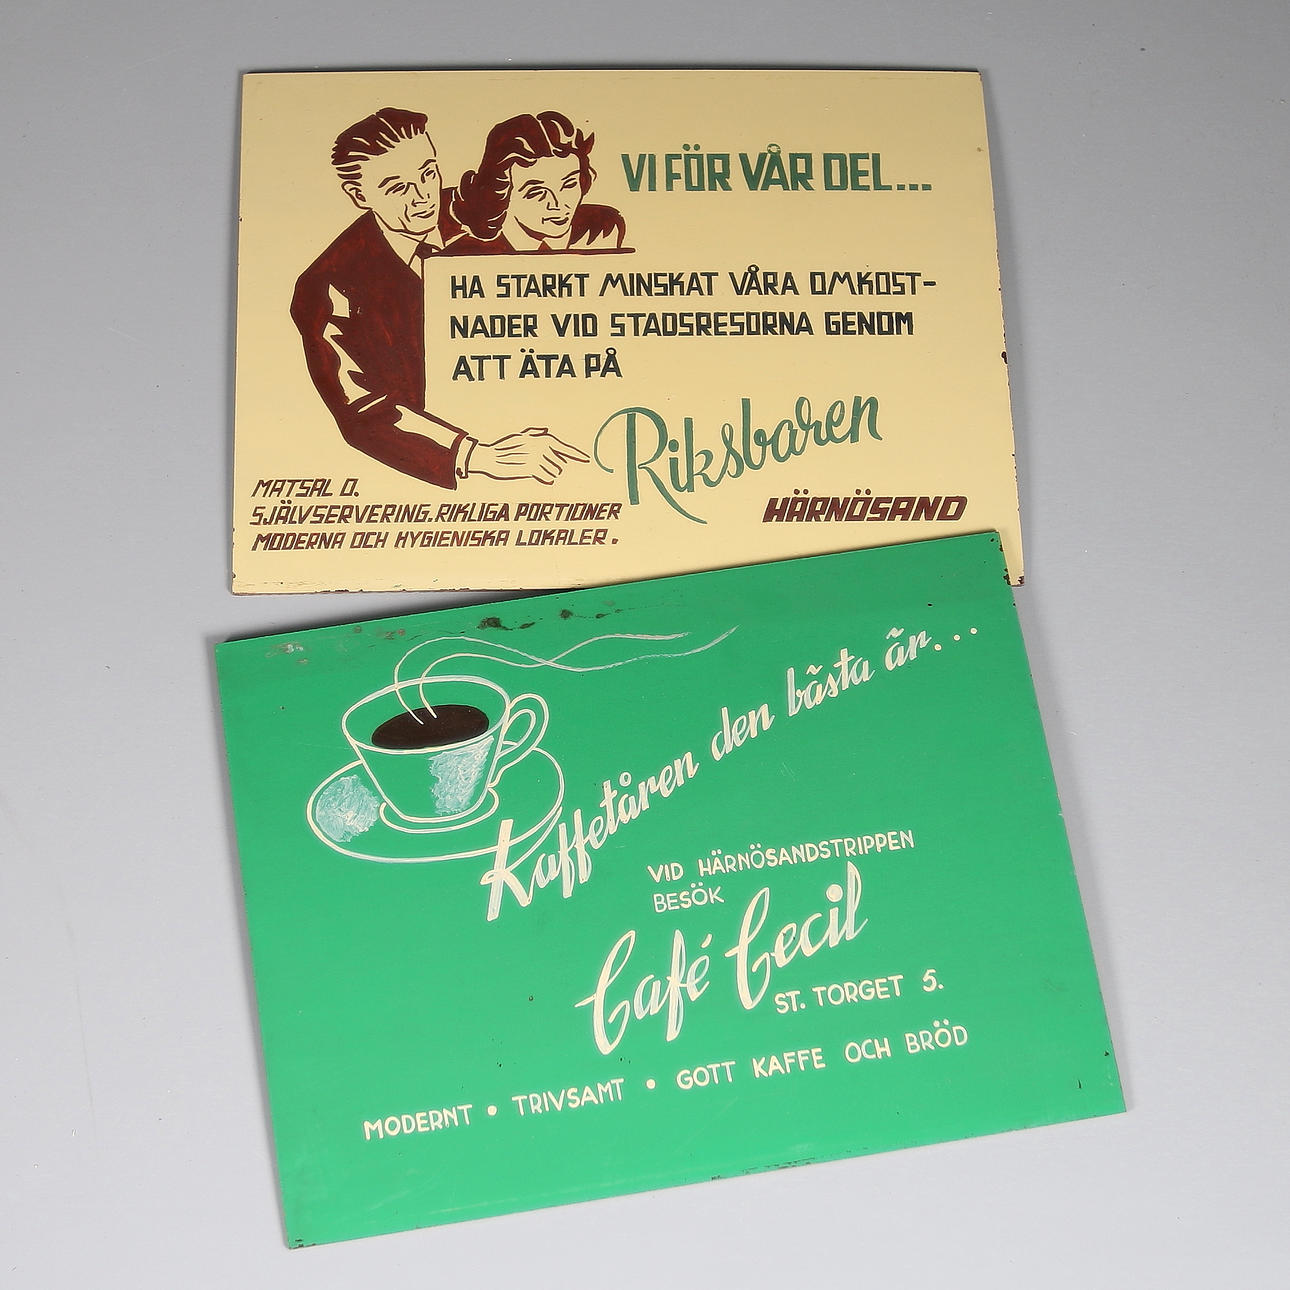 VI FÖR VÅR DEL...
HA STARKT MINSKAT VÅRA OMKOST-
NADER VID STADSRESORNA GENOM
ATT ÄTA PÅ
Riksbaren
HÄRNÖSAND
MATSAL O.
SJÄLVSERVERING. RIKLIGA PORTIONER
MODERNA OCH HYGIENISKA LOKALER.
Kaffetåren den bästa är...
VID HÄRNÖSANDSTRIPPEN
BESÖK
Café Cecil
ST. TORGET 5.
MODERNT • TRIVSAMT • GOTT KAFFE OCH BRÖD